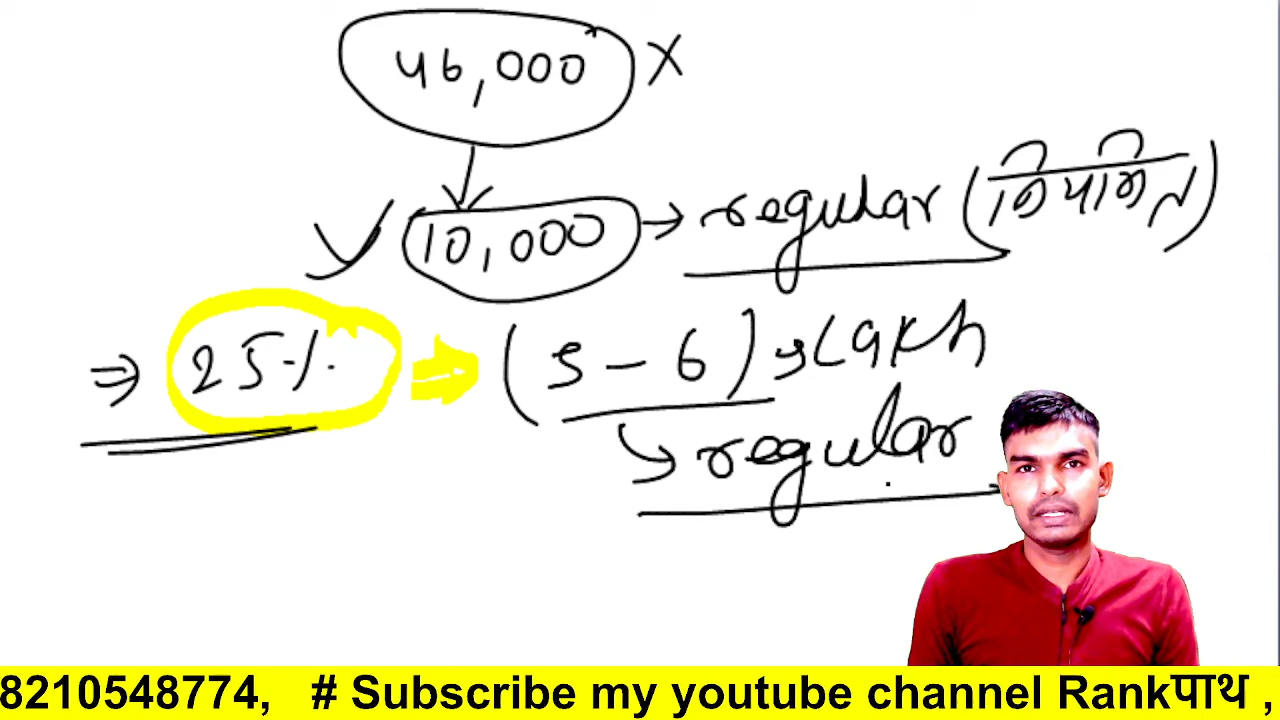 46,000 X
10,000 → regular (नियमित)
⇒ 25% ⇒ (5-6) → Lakh
↳ regular
8210548774, # Subscribe my youtube channel Rankपाथ ,